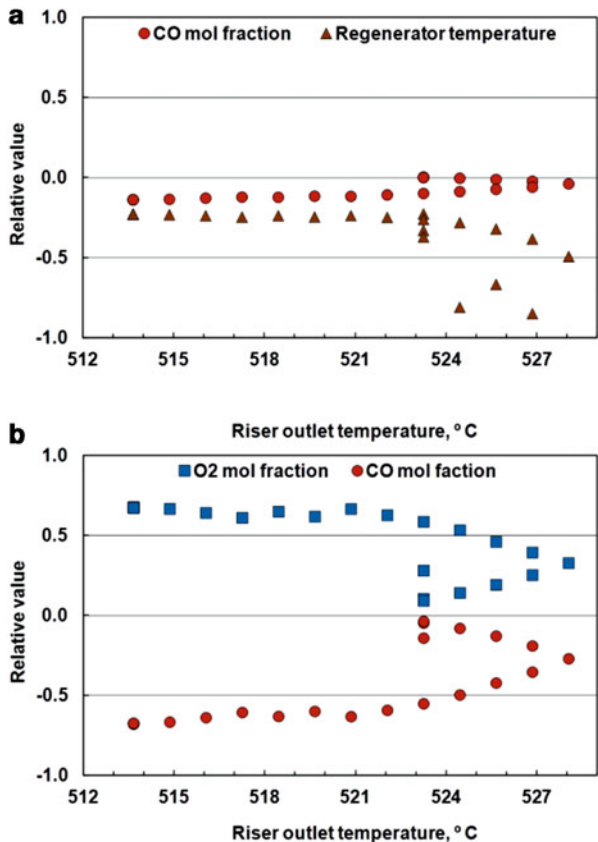 a
1.0
CO mol fraction
Regenerator temperature
0.5
0.0
-0.5
-1.0
Relative value
512 515 518 521 524 527
Riser outlet temperature, º C
b
1.0
O2 mol fraction
CO mol faction
0.5
0.0
-0.5
-1.0
Relative value
512 515 518 521 524 527
Riser outlet temperature, º C